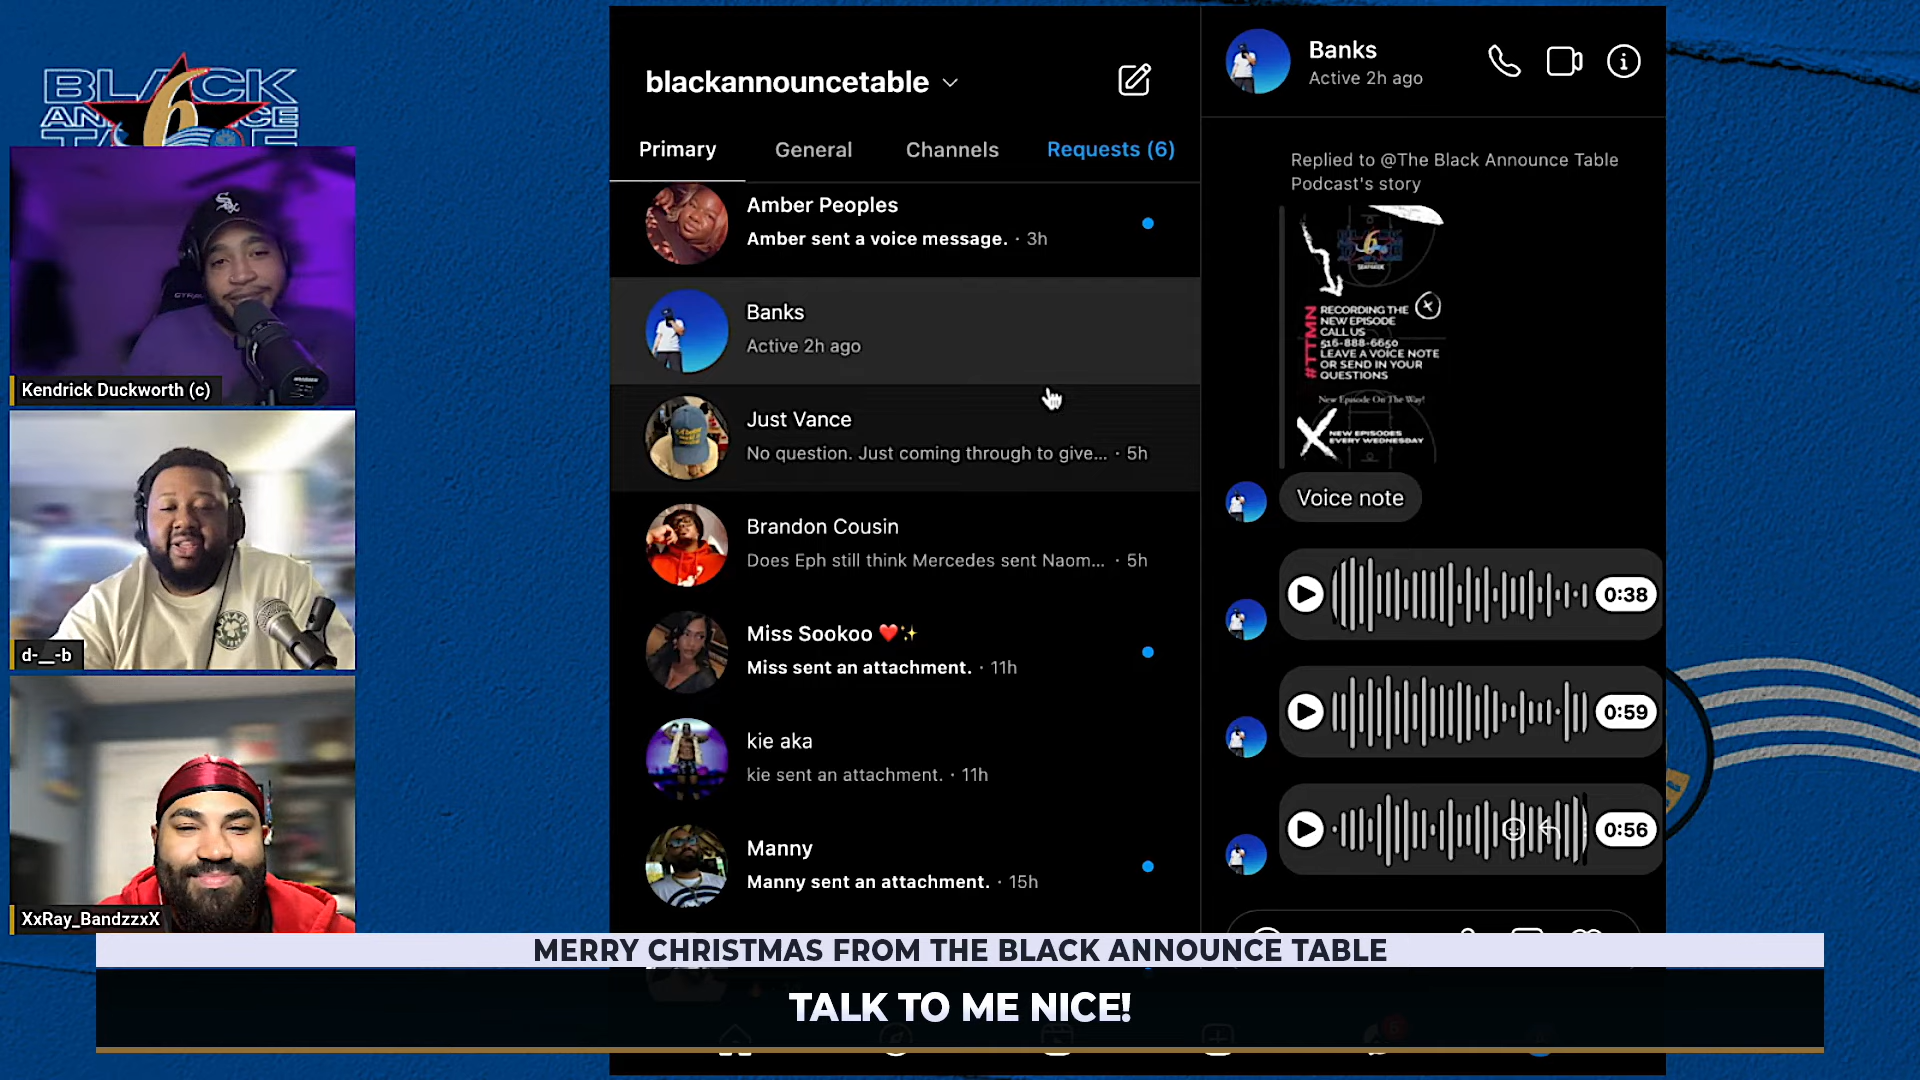 BLACK
ANNOUNCE
TABLE
6
Kendrick Duckworth (c)
d-__-b
XxRay_BandzzxX
blackannouncetable
Primary
General
Channels
Requests (6)
Amber Peoples
Amber sent a voice message. · 3h
Banks
Active 2h ago
Just Vance
No question. Just coming through to give... · 5h
Brandon Cousin
Does Eph still think Mercedes sent Naom... · 5h
Miss Sookoo ❤️✨
Miss sent an attachment. · 11h
kie aka
kie sent an attachment. · 11h
Manny
Manny sent an attachment. · 15h
Banks
Active 2h ago
Replied to @The Black Announce Table
Podcast's story
#TTMN
RECORDING THE
NEW EPISODE
CALL US
516-888-6650
LEAVE A VOICE NOTE
OR SEND IN YOUR
QUESTIONS
New Episode On The Way!
NEW EPISODES
EVERY WEDNESDAY
Voice note
0:38
0:59
0:56
MERRY CHRISTMAS FROM THE BLACK ANNOUNCE TABLE
TALK TO ME NICE!